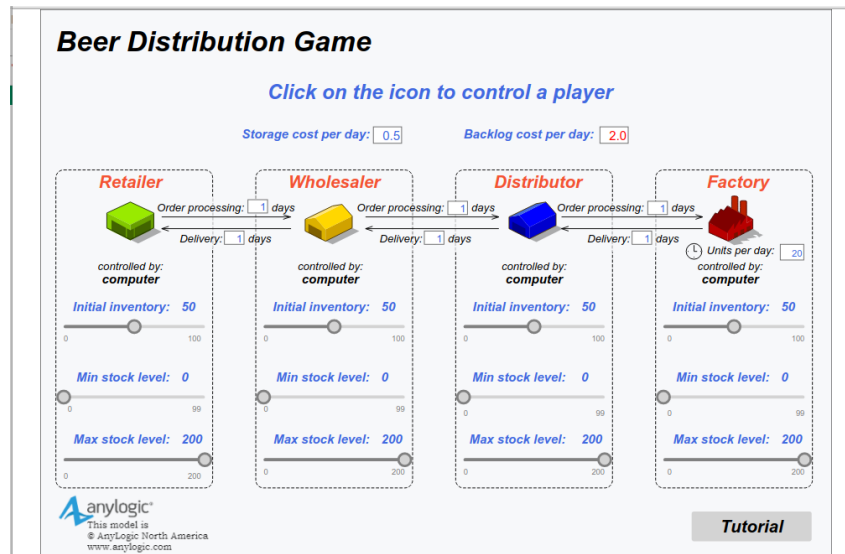 Beer Distribution Game
Click on the icon to control a player
Storage cost per day: 0.5 Backlog cost per day: 2.0
Retailer Wholesaler Distributor Factory
Order processing: 1 days Order processing: 1 days Order processing: 1 days
Delivery: 1 days Delivery: 1 days Delivery: 1 days
Units per day: 20
controlled by: controlled by: controlled by: controlled by:
computer computer computer computer
Initial inventory: 50 Initial inventory: 50 Initial inventory: 50 Initial inventory: 50
0 100 0 100 0 100 0 100
Min stock level: 0 Min stock level: 0 Min stock level: 0 Min stock level: 0
0 99 0 99 0 99 0 99
Max stock level: 200 Max stock level: 200 Max stock level: 200 Max stock level: 200
0 200 0 200 0 200 0 200
anylogic®
This model is
© AnyLogic North America
www.anylogic.com
Tutorial